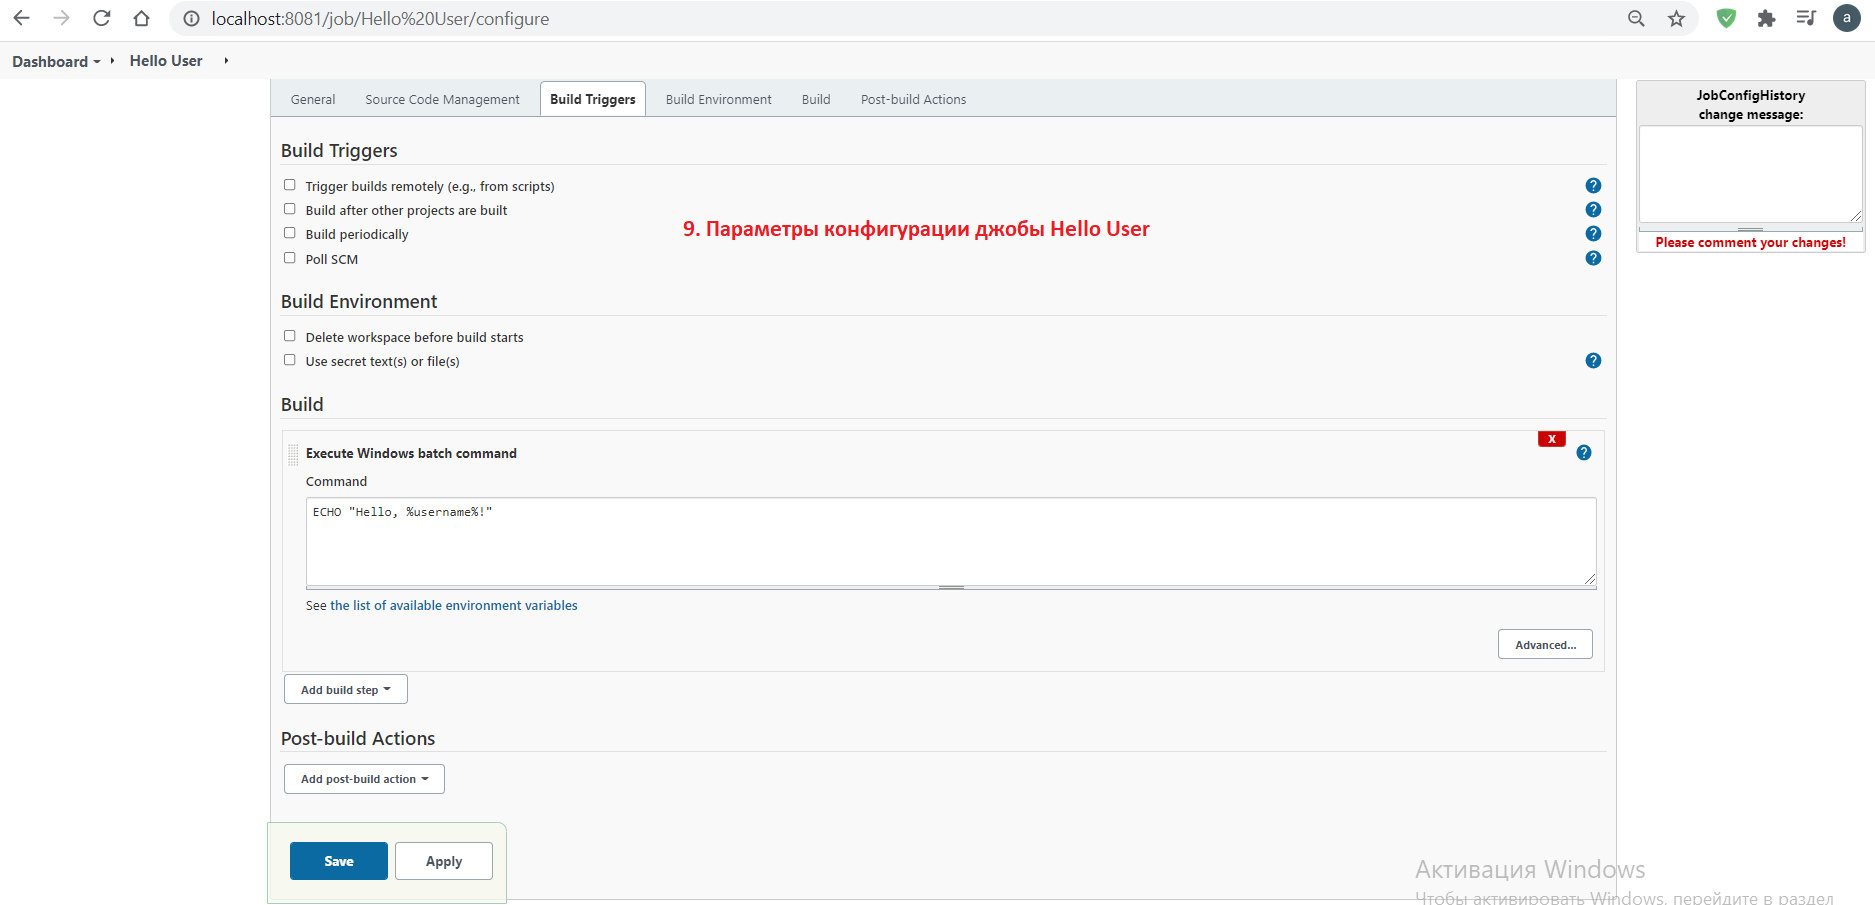 localhost:8081/job/Hello%20User/configure
a
Dashboard Hello User
General Source Code Management Build Triggers Build Environment Build Post-build Actions
JobConfigHistory
change message:
Please comment your changes!
Build Triggers
Trigger builds remotely (e.g., from scripts) ?
Build after other projects are built ?
9. Параметры конфигурации джобы Hello User
Build periodically ?
Poll SCM ?
Build Environment
Delete workspace before build starts
Use secret text(s) or file(s) ?
Build
X
Execute Windows batch command ?
Command
ECHO "Hello, %username%!"
See the list of available environment variables
Advanced...
Add build step
Post-build Actions
Add post-build action
Save Apply
Активация Windows
Чтобы активировать Windows, перейдите в раздел